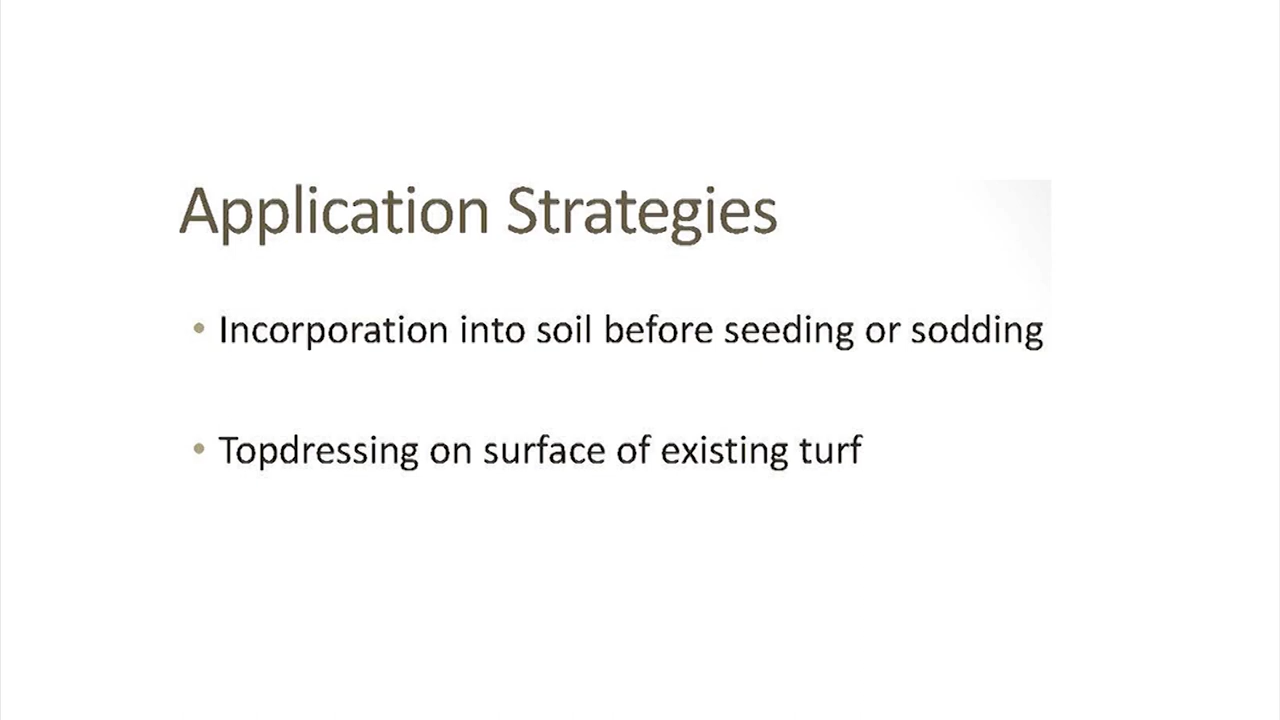 Application Strategies
• Incorporation into soil before seeding or sodding
• Topdressing on surface of existing turf